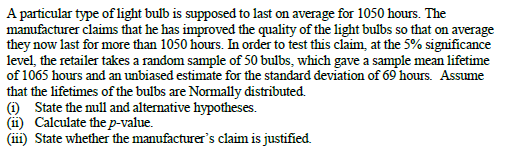 A particular type of light bulb is supposed to last on average for 1050 hours. The
manufacturer claims that he has improved the quality of the light bulbs so that on average
they now last for more than 1050 hours. In order to test this claim, at the 5% significance
level, the retailer takes a random sample of 50 bulbs, which gave a sample mean lifetime
of 1065 hours and an unbiased estimate for the standard deviation of 69 hours. Assume
that the lifetimes of the bulbs are Normally distributed.
(i) State the null and alternative hypotheses.
(ii) Calculate the p-value.
(iii) State whether the manufacturer's claim is justified.